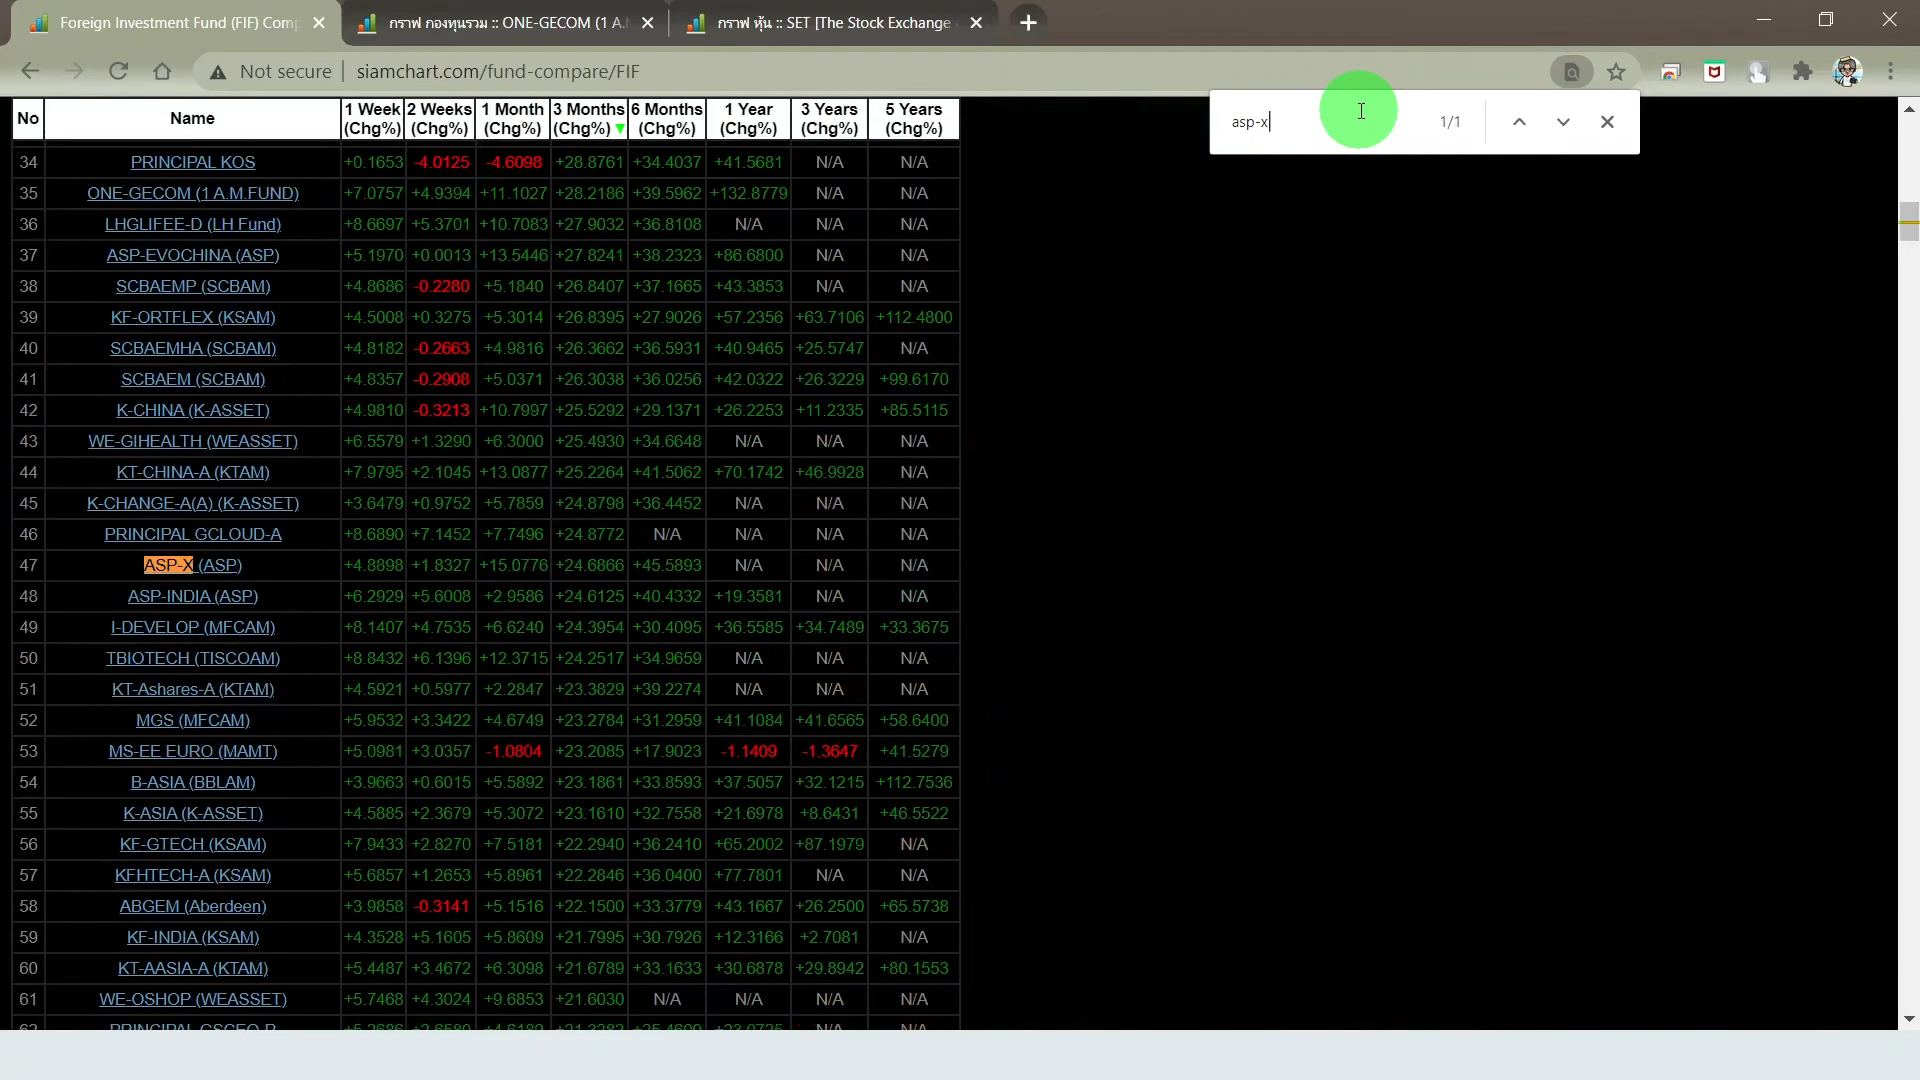 Foreign Investment Fund (FIF) Comp
กราฟ กองทุนรวม :: ONE-GECOM (1 A.
กราฟ หุ้น :: SET [The Stock Exchange
Not secure
siamchart.com/fund-compare/FIF
asp-x 1/1
No Name 1 Week (Chg%) 2 Weeks (Chg%) 1 Month (Chg%) 3 Months (Chg%) 6 Months (Chg%) 1 Year (Chg%) 3 Years (Chg%) 5 Years (Chg%)
34 PRINCIPAL KOS +0.1653 -4.0125 -4.6098 +28.8761 +34.4037 +41.5681 N/A N/A
35 ONE-GECOM (1 A.M.FUND) +7.0757 +4.9394 +11.1027 +28.2186 +39.5962 +132.8779 N/A N/A
36 LHGLIFEE-D (LH Fund) +8.6697 +5.3701 +10.7083 +27.9032 +36.8108 N/A N/A N/A
37 ASP-EVOCHINA (ASP) +5.1970 +0.0013 +13.5446 +27.8241 +38.2323 +86.6800 N/A N/A
38 SCBAEMP (SCBAM) +4.8686 -0.2280 +5.1840 +26.8407 +37.1665 +43.3853 N/A N/A
39 KF-ORTFLEX (KSAM) +4.5008 +0.3275 +5.3014 +26.8395 +27.9026 +57.2356 +63.7106 +112.4800
40 SCBAEMHA (SCBAM) +4.8182 -0.2663 +4.9816 +26.3662 +36.5931 +40.9465 +25.5747 N/A
41 SCBAEM (SCBAM) +4.8357 -0.2908 +5.0371 +26.3038 +36.0256 +42.0322 +26.3229 +99.6170
42 K-CHINA (K-ASSET) +4.9810 -0.3213 +10.7997 +25.5292 +29.1371 +26.2253 +11.2335 +85.5115
43 WE-GIHEALTH (WEASSET) +6.5579 +1.3290 +6.3000 +25.4930 +34.6648 N/A N/A N/A
44 KT-CHINA-A (KTAM) +7.9795 +2.1045 +13.0877 +25.2264 +41.5062 +70.1742 +46.9928 N/A
45 K-CHANGE-A(A) (K-ASSET) +3.6479 +0.9752 +5.7859 +24.8798 +36.4452 N/A N/A N/A
46 PRINCIPAL GCLOUD-A +8.6890 +7.1452 +7.7496 +24.8772 N/A N/A N/A N/A
47 ASP-X (ASP) +4.8898 +1.8327 +15.0776 +24.6866 +45.5893 N/A N/A N/A
48 ASP-INDIA (ASP) +6.2929 +5.6008 +2.9586 +24.6125 +40.4332 +19.3581 N/A N/A
49 I-DEVELOP (MFCAM) +8.1407 +4.7535 +6.6240 +24.3954 +30.4095 +36.5585 +34.7489 +33.3675
50 TBIOTECH (TISCOAM) +8.8432 +6.1396 +12.3715 +24.2517 +34.9659 N/A N/A N/A
51 KT-Ashares-A (KTAM) +4.5921 +0.5977 +2.2847 +23.3829 +39.2274 N/A N/A N/A
52 MGS (MFCAM) +5.9532 +3.3422 +4.6749 +23.2784 +31.2959 +41.1084 +41.6565 +58.6400
53 MS-EE EURO (MAMT) +5.0981 +3.0357 -1.0804 +23.2085 +17.9023 -1.1409 -1.3647 +41.5279
54 B-ASIA (BBLAM) +3.9663 +0.6015 +5.5892 +23.1861 +33.8593 +37.5057 +32.1215 +112.7536
55 K-ASIA (K-ASSET) +4.5885 +2.3679 +5.3072 +23.1610 +32.7558 +21.6978 +8.6431 +46.5522
56 KF-GTECH (KSAM) +7.9433 +2.8270 +7.5181 +22.2940 +36.2410 +65.2002 +87.1979 N/A
57 KFHTECH-A (KSAM) +5.6857 +1.2653 +5.8961 +22.2846 +36.0400 +77.7801 N/A N/A
58 ABGEM (Aberdeen) +3.9858 -0.3141 +5.1516 +22.1500 +33.3779 +43.1667 +26.2500 +65.5738
59 KF-INDIA (KSAM) +4.3528 +5.1605 +5.8609 +21.7995 +30.7926 +12.3166 +2.7081 N/A
60 KT-AASIA-A (KTAM) +5.4487 +3.4672 +6.3098 +21.6789 +33.1633 +30.6878 +29.8942 +80.1553
61 WE-OSHOP (WEASSET) +5.7468 +4.3024 +9.6853 +21.6030 N/A N/A N/A N/A